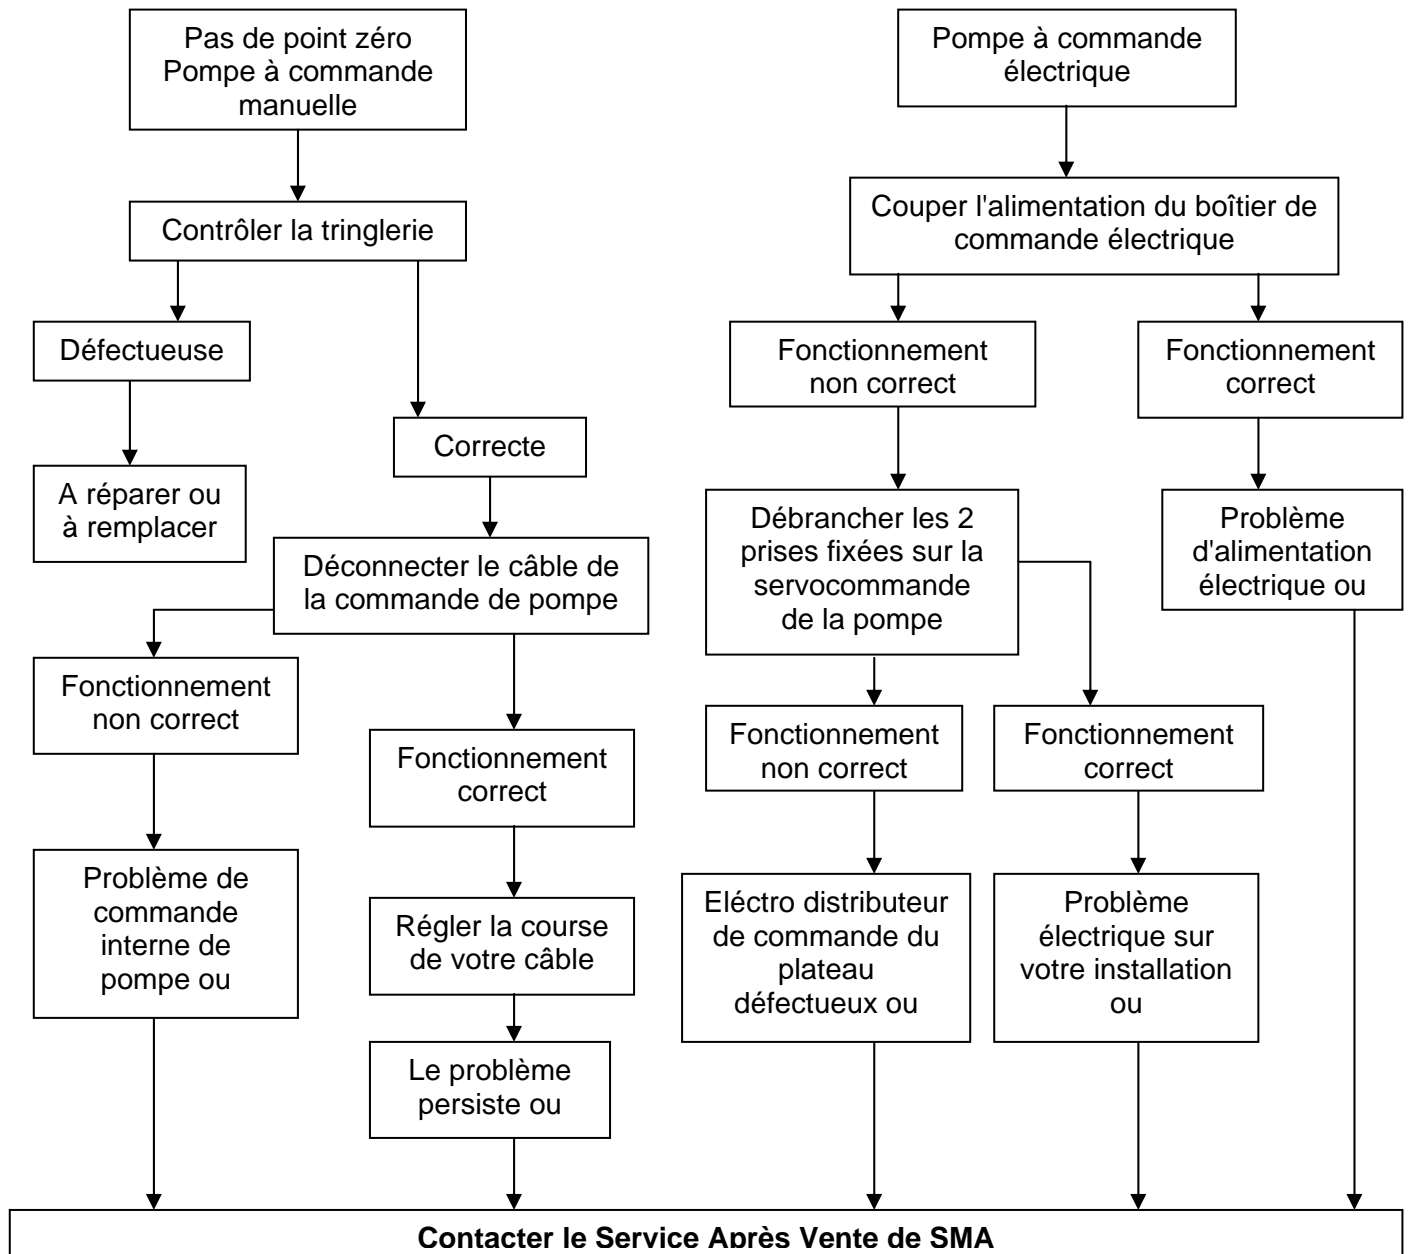 Pas de point zéro
Pompe à commande
manuelle
Contrôler la tringlerie
Défectueuse
A réparer ou
à remplacer
Correcte
Déconnecter le câble de
la commande de pompe
Fonctionnement
non correct
Problème de
commande
interne de
pompe ou
Fonctionnement
correct
Régler la course
de votre câble
Le problème
persiste ou
Pompe à commande
électrique
Couper l'alimentation du boîtier de
commande électrique
Fonctionnement
non correct
Débrancher les 2
prises fixées sur la
servocommande
de la pompe
Fonctionnement
non correct
Eléctro distributeur
de commande du
plateau
défectueux ou
Fonctionnement
correct
Problème
électrique sur
votre installation
ou
Fonctionnement
correct
Problème
d'alimentation
électrique ou
Contacter le Service Après Vente de SMA